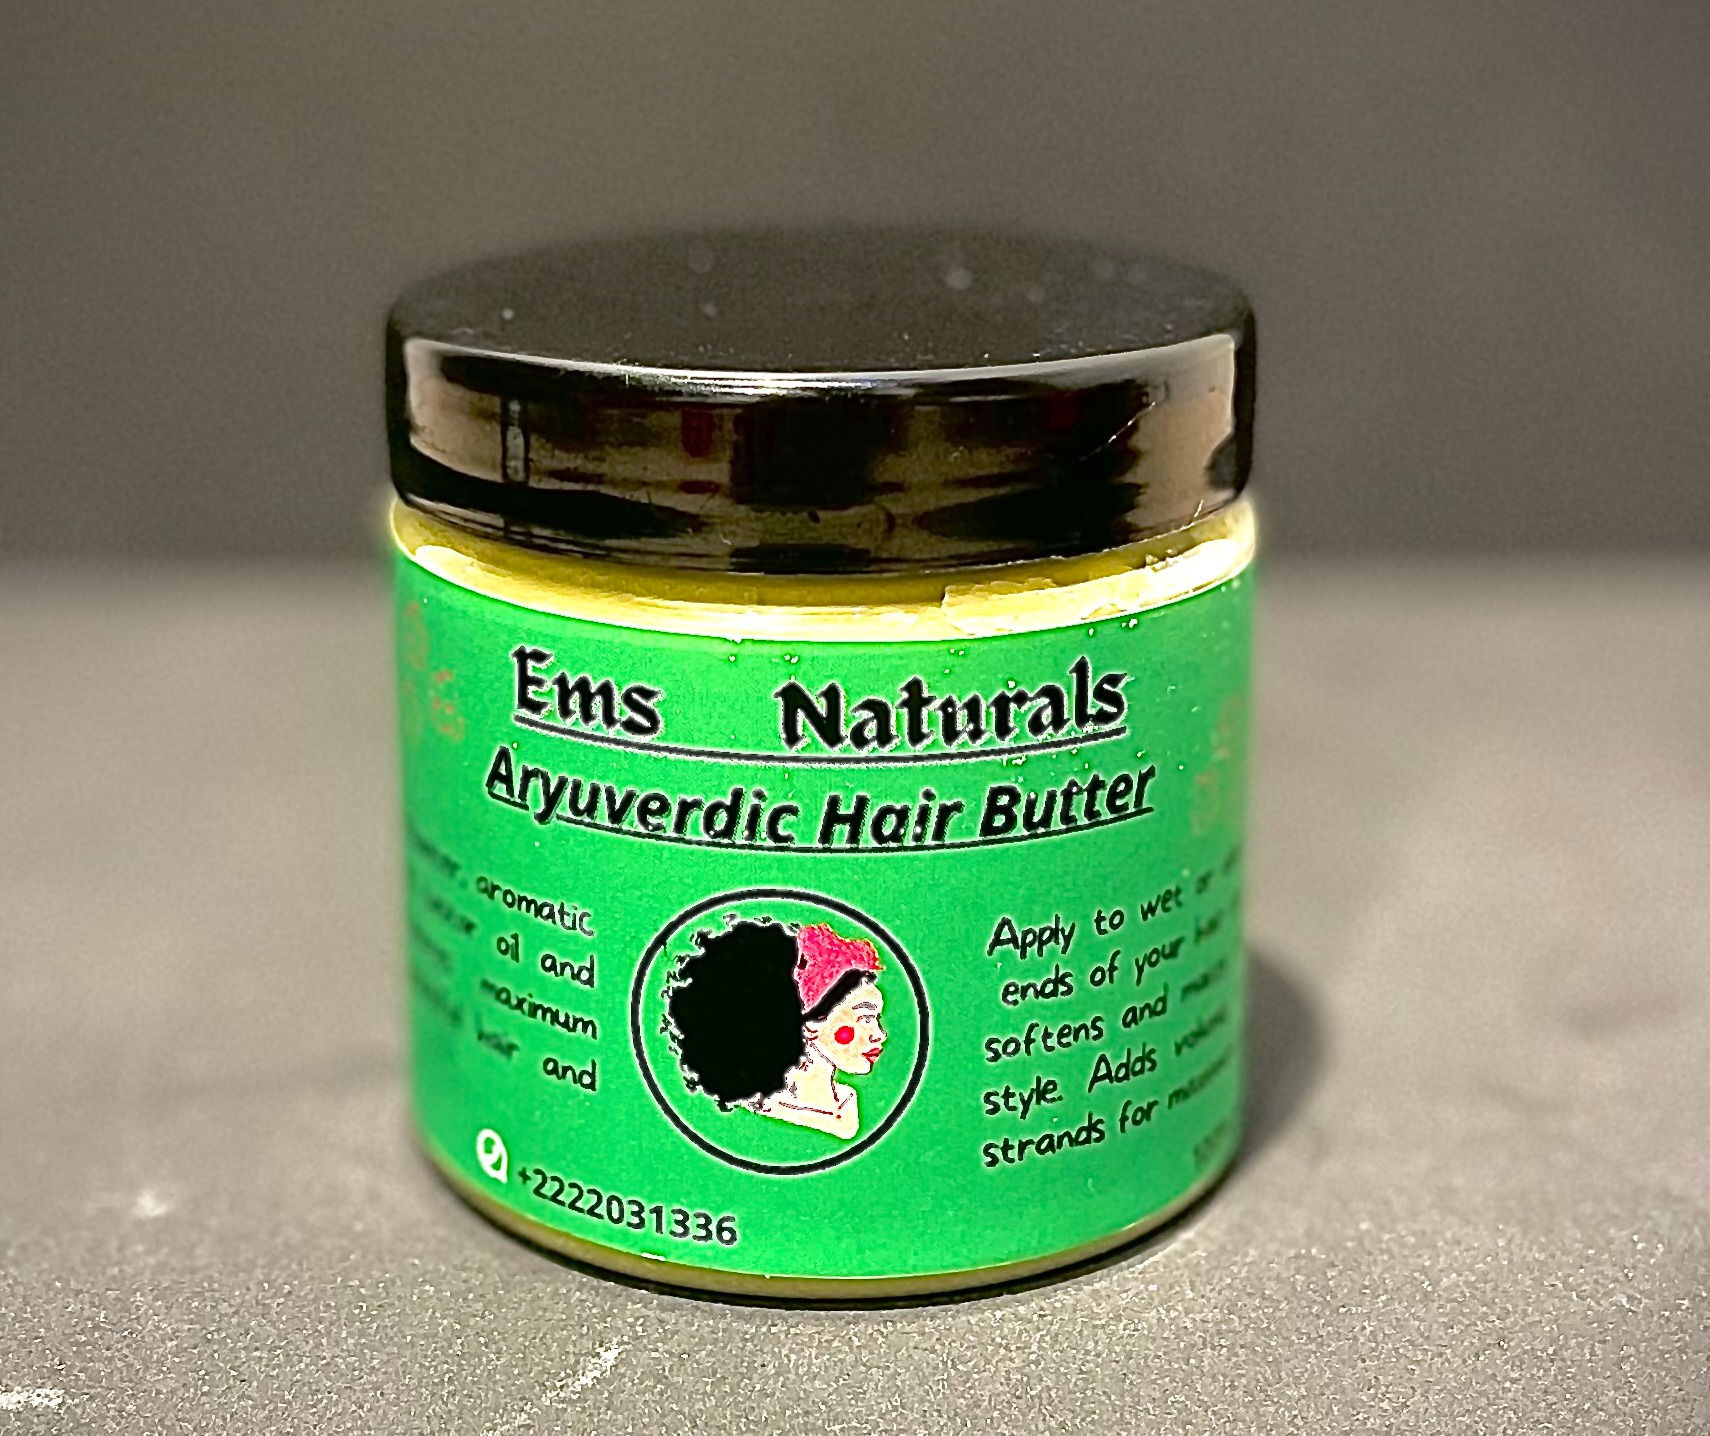 Ems Naturals
Aryuverdic Hair Butter
aromatic
oil and
maximum
hair and
+2222031336
Apply to wet or
ends of your hair
softens and
style. Adds
strands for